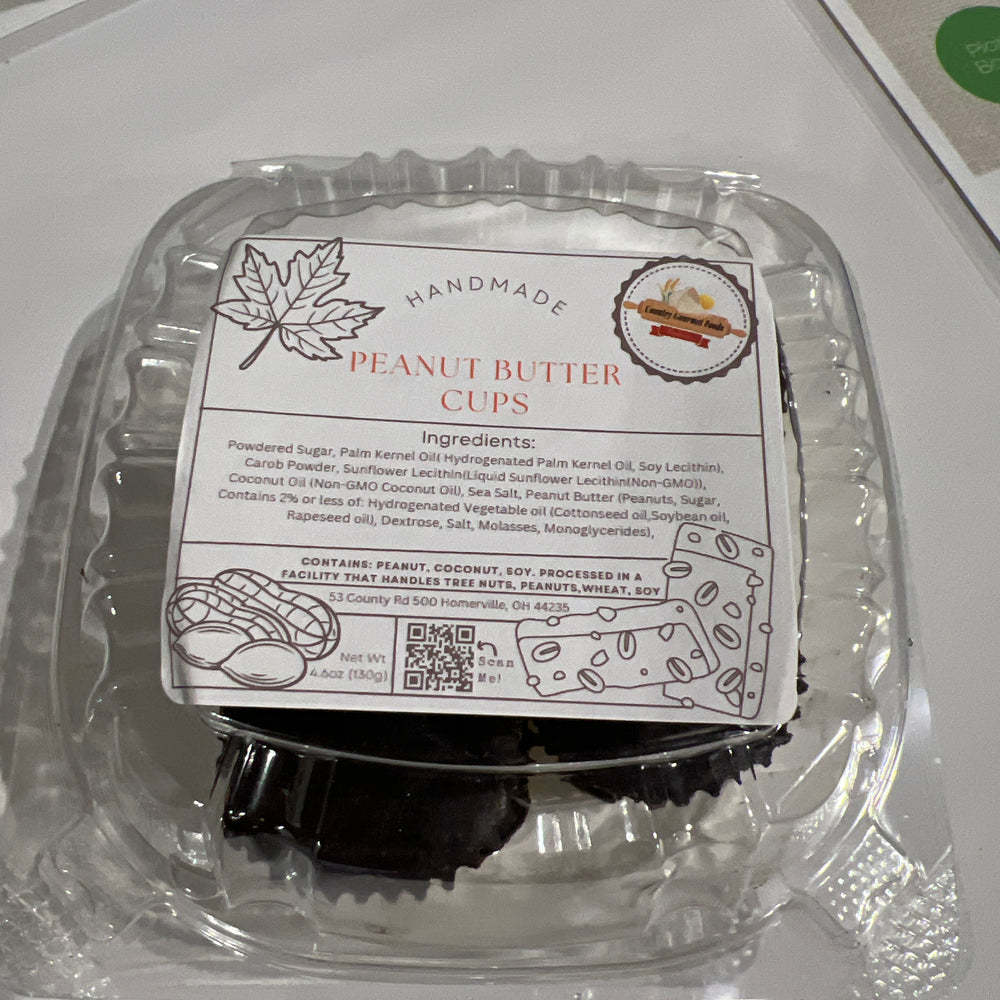 HANDMADE
Country Gourmet Foods
PEANUT BUTTER
CUPS
Ingredients:
Powdered Sugar, Palm Kernel Oil( Hydrogenated Palm Kernel Oil, Soy Lecithin),
Carob Powder, Sunflower Lecithin(Liquid Sunflower Lecithin(Non-GMO)),
Coconut Oil (Non-GMO Coconut Oil), Sea Salt, Peanut Butter (Peanuts, Sugar,
Contains 2% or less of: Hydrogenated Vegetable oil (Cottonseed oil,Soybean oil,
Rapeseed oil), Dextrose, Salt, Molasses, Monoglycerides),
CONTAINS: PEANUT, COCONUT, SOY. PROCESSED IN A
FACILITY THAT HANDLES TREE NUTS, PEANUTS,WHEAT, SOY
53 County Rd 500 Homerville, OH 44235
Net Wt
4.6oz (130g)
Scan
Me!